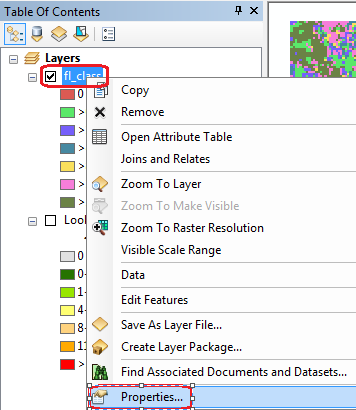 Table Of Contents
Layers
fl_class
0
>
>
>
>
>
Look
0
1-
4-
8-
1
>
Copy
Remove
Open Attribute Table
Joins and Relates
Zoom To Layer
Zoom To Make Visible
Zoom To Raster Resolution
Visible Scale Range
Data
Edit Features
Save As Layer File...
Create Layer Package...
Find Associated Documents and Datasets...
Properties...